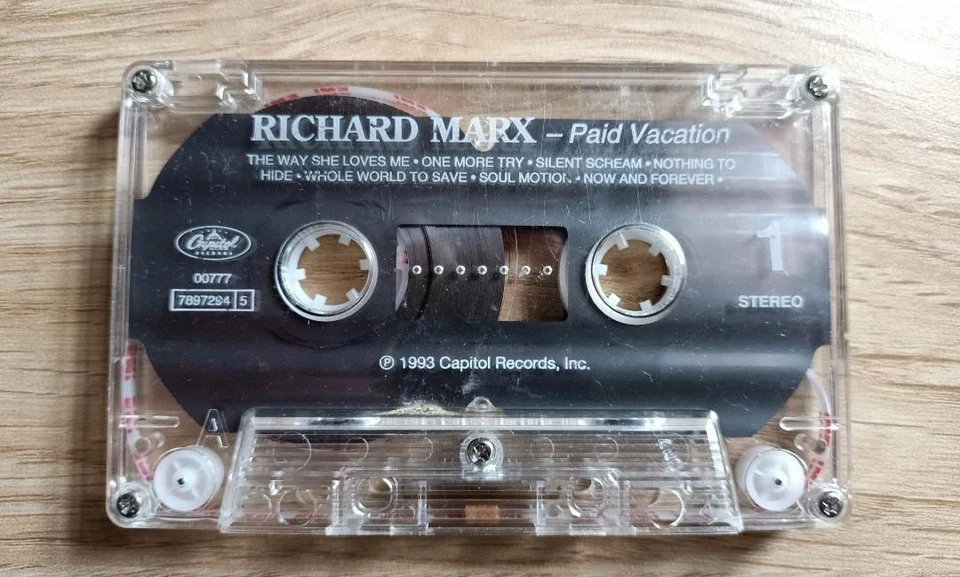 RICHARD MARX – Paid Vacation
THE WAY SHE LOVES ME • ONE MORE TRY • SILENT SCREAM • NOTHING TO
HIDE • WHOLE WORLD TO SAVE • SOUL MOTION • NOW AND FOREVER •
Capitol
RECORDS
1
00777
7897294 5
STEREO
℗ 1993 Capitol Records, Inc.
A